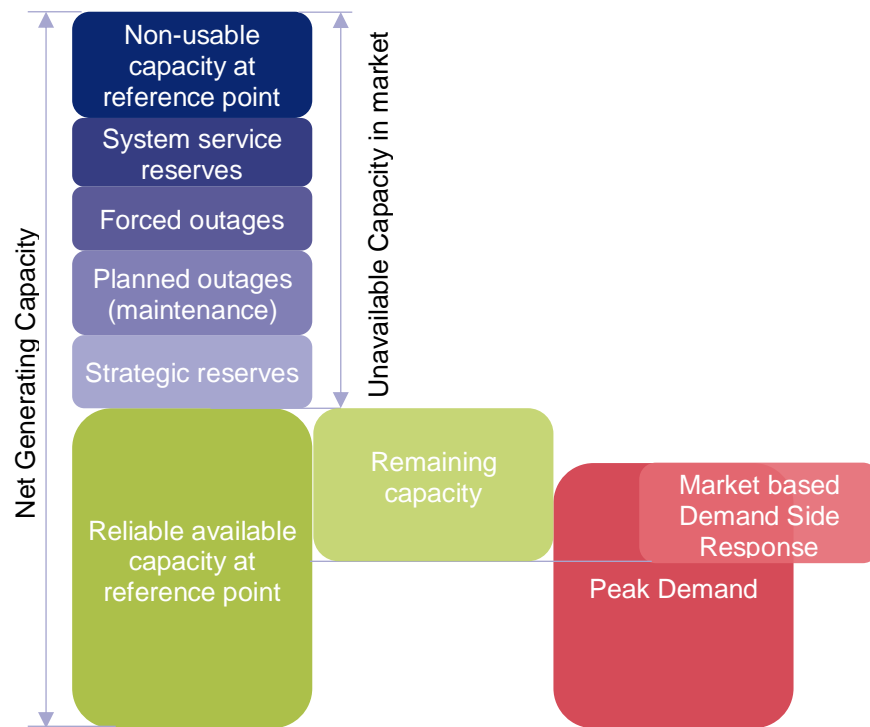 Net Generating Capacity
Non-usable
capacity at
reference point
System service
reserves
Forced outages
Planned outages
(maintenance)
Strategic reserves
Unavailable Capacity in market
Reliable available
capacity at
reference point
Remaining
capacity
Market based
Demand Side
Response
Peak Demand